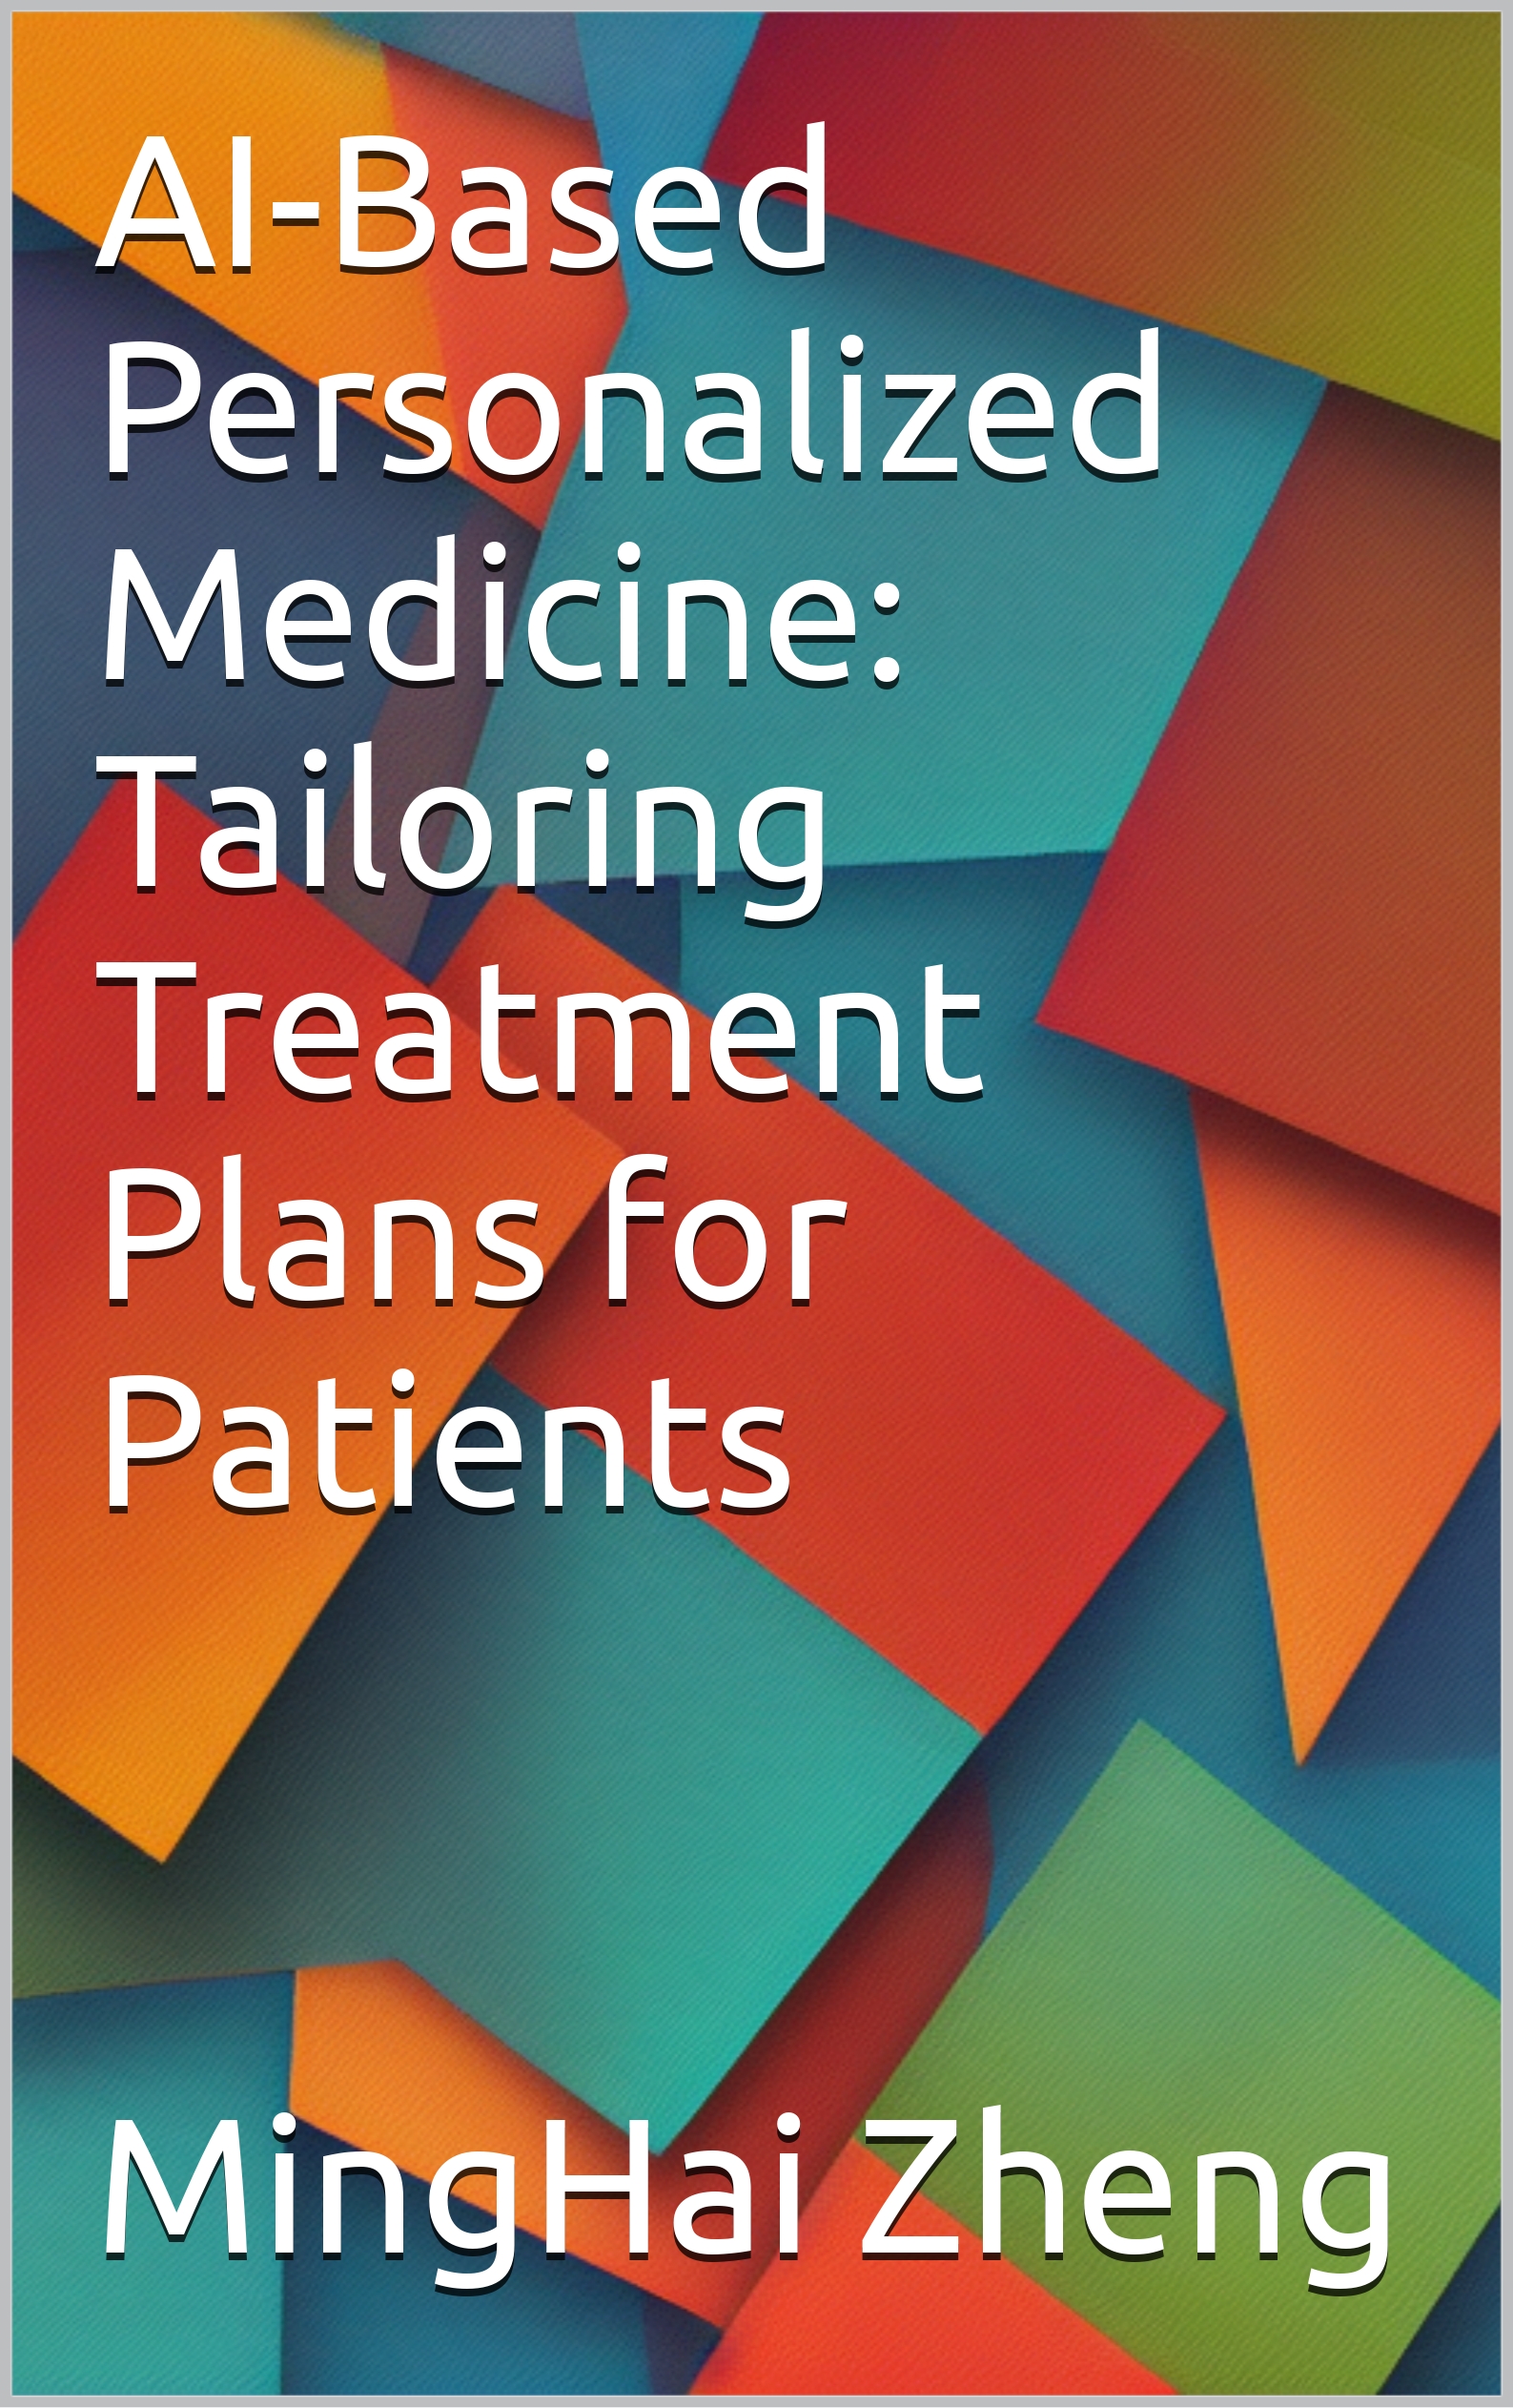 AI-Based
Personalized
Medicine:
Tailoring
Treatment
Plans for
Patients
MingHai Zheng